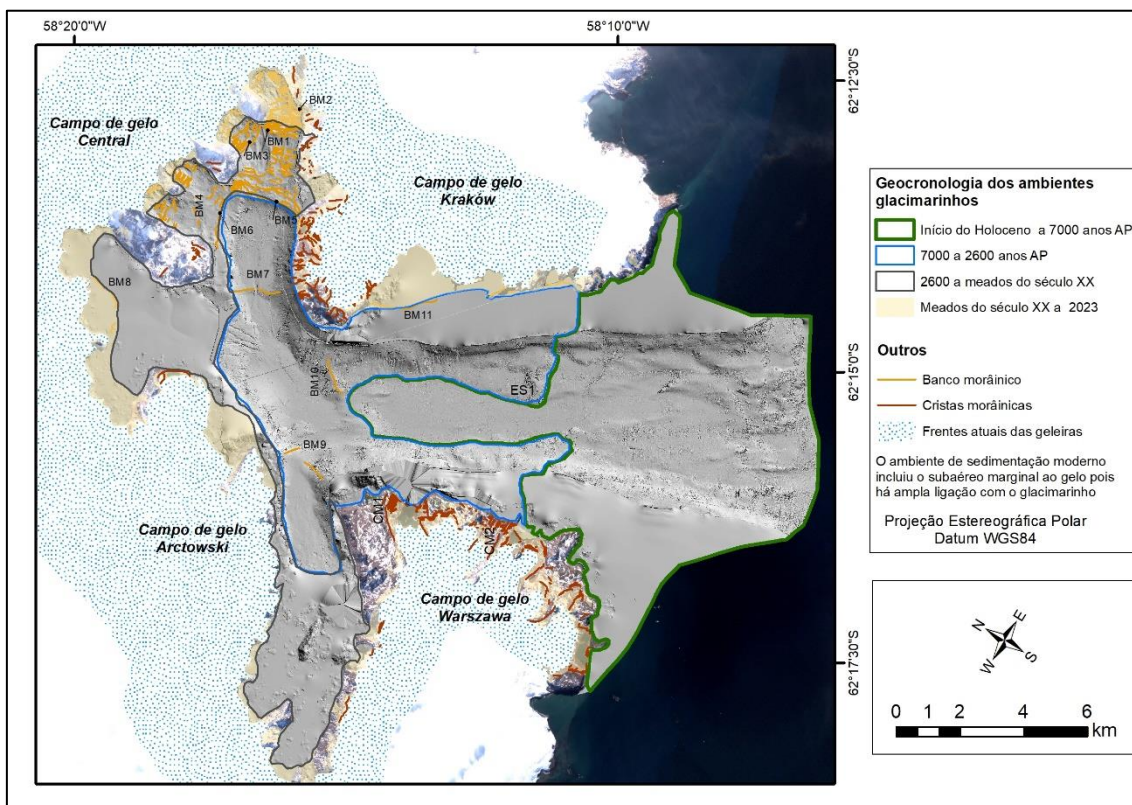 58°20'0"W
58°10'0"W
62°12'30"S
62°15'0"S
62°17'30"S
Campo de gelo
Central
BM2
BM1
BM3
Campo de gelo
Kraków
BM4
BM5
BM6
BM7
BM8
BM11
BM10
ES1
BM9
CM1
CM2
Campo de gelo
Arctowski
Campo de gelo
Warszawa
Geocronologia dos ambientes
glacimarinhos
Início do Holoceno a 7000 anos AP
7000 a 2600 anos AP
2600 a meados do século XX
Meados do século XX a 2023
Outros
Banco morâinico
Cristas morâinicas
Frentes atuais das geleiras
O ambiente de sedimentação moderno
incluiu o subaéreo marginal ao gelo pois
há ampla ligação com o glacimarinho
Projeção Estereográfica Polar
Datum WGS84
N
E
W
S
0 1 2 4 6
km